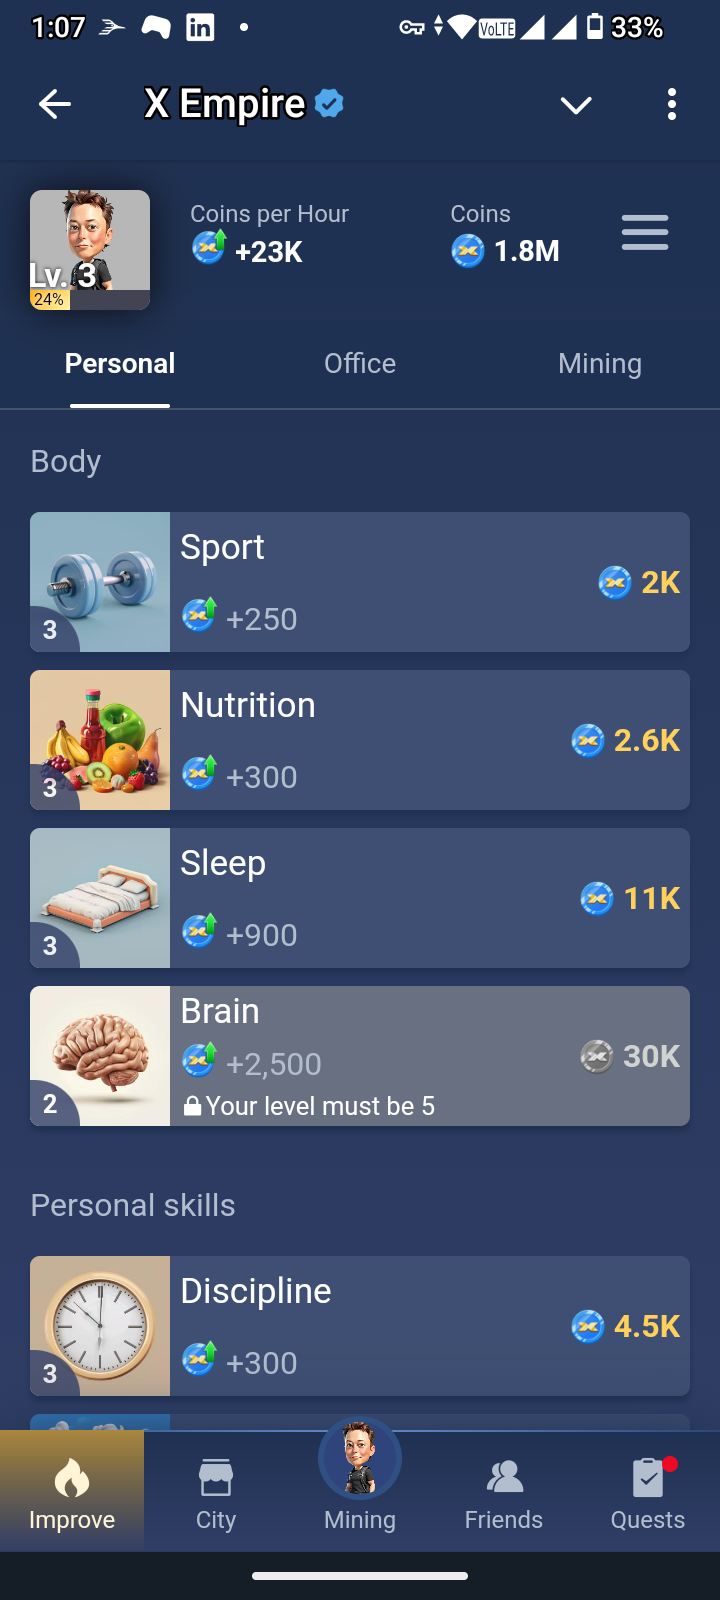 1:07
VoLTE
33%
X Empire
Coins per Hour
Coins
+23K
1.8M
Lv. 3
24%
Personal
Office
Mining
Body
Sport
2K
+250
3
Nutrition
2.6K
+300
3
Sleep
11K
+900
3
Brain
+2,500
30K
Your level must be 5
2
Personal skills
Discipline
4.5K
+300
3
Improve
City
Mining
Friends
Quests